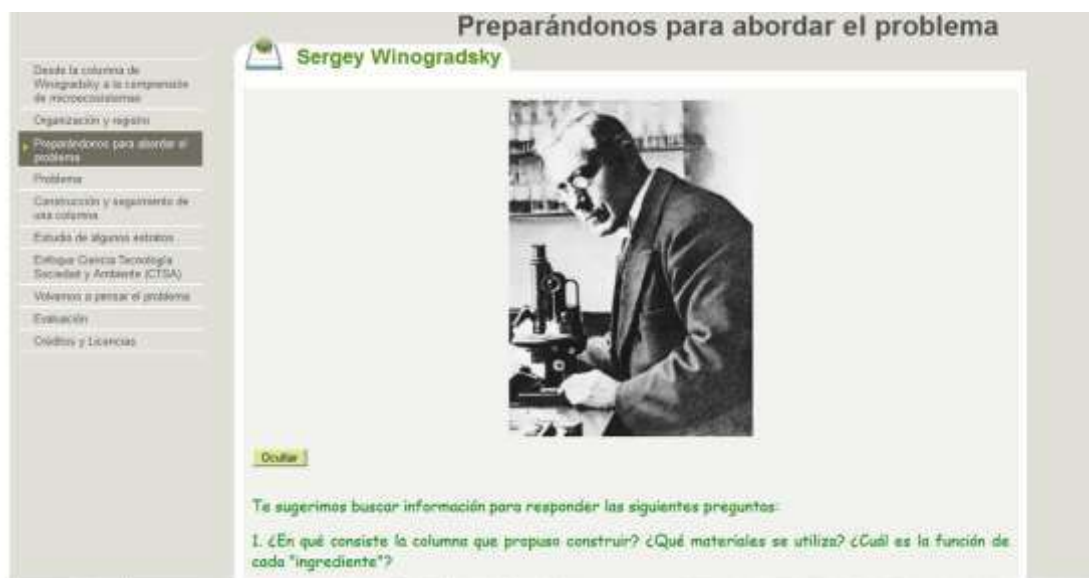 Preparándonos para abordar el problema
Sergey Winogradsky
Desde la columna de
Winogradsky a la comprensión
de microecosistemas
Organización y registro
Preparándonos para abordar el
problema
Problema
Construcción y seguimiento de
una columna
Estudio de algunos estratos
Enfoque Ciencia Tecnología
Sociedad y Ambiente (CTSA)
Volvamos a pensar el problema
Evaluación
Créditos y Licencias
Ocultar
Te sugerimos buscar información para responder las siguientes preguntas:
1. ¿En qué consiste la columna que propuso construir? ¿Qué materiales se utiliza? ¿Cuál es la función de
cada "ingrediente"?